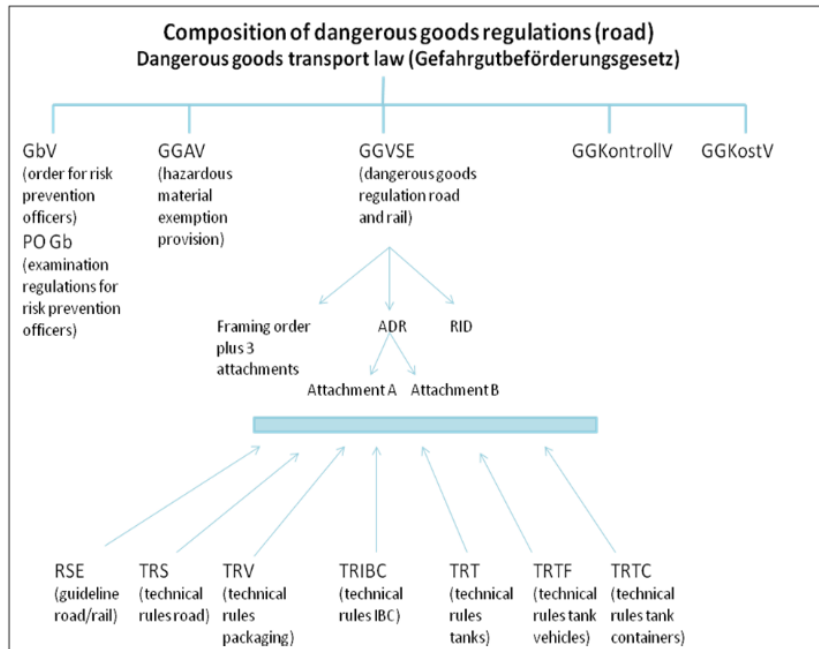 Composition of dangerous goods regulations (road)
Dangerous goods transport law (Gefahrgutbeförderungsgesetz)
GbV
(order for risk
prevention
officers)
PO Gb
(examination
regulations for
risk prevention
officers)
GGAV
(hazardous
material
exemption
provision)
GGVSE
(dangerous goods
regulation road
and rail)
GGKontrollV
GGKostV
Framing order
plus 3
attachments
ADR
RID
Attachment A
Attachment B
RSE
(guideline
road/rail)
TRS
(technical
rules road)
TRV
(technical
rules
packaging)
TRIBC
(technical
rules IBC)
TRT
(technical
rules
tanks)
TRTF
(technical
rules tank
vehicles)
TRTC
(technical
rules tank
containers)